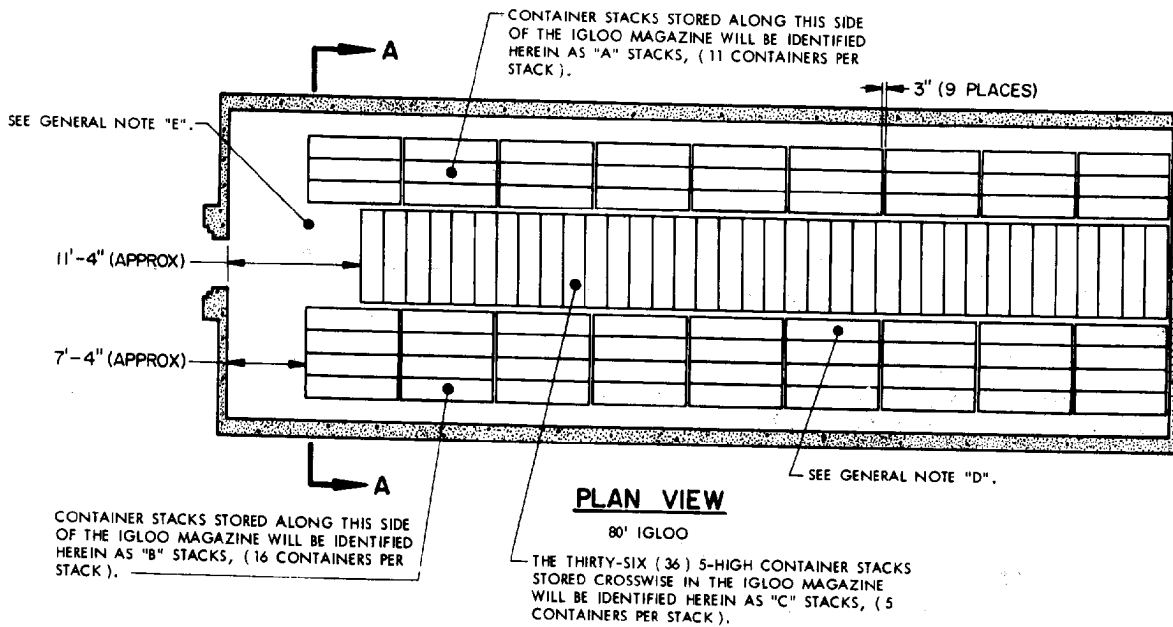 CONTAINER STACKS STORED ALONG THIS SIDE
OF THE IGLOO MAGAZINE WILL BE IDENTIFIED
HEREIN AS "A" STACKS, (11 CONTAINERS PER
STACK).
A
3" (9 PLACES)
SEE GENERAL NOTE "E".
11'-4" (APPROX)
7'-4" (APPROX)
A
SEE GENERAL NOTE "D".
PLAN VIEW
80' IGLOO
CONTAINER STACKS STORED ALONG THIS SIDE
OF THE IGLOO MAGAZINE WILL BE IDENTIFIED
HEREIN AS "B" STACKS, (16 CONTAINERS PER
STACK).
THE THIRTY-SIX (36) 5-HIGH CONTAINER STACKS
STORED CROSSWISE IN THE IGLOO MAGAZINE
WILL BE IDENTIFIED HEREIN AS "C" STACKS, (5
CONTAINERS PER STACK).